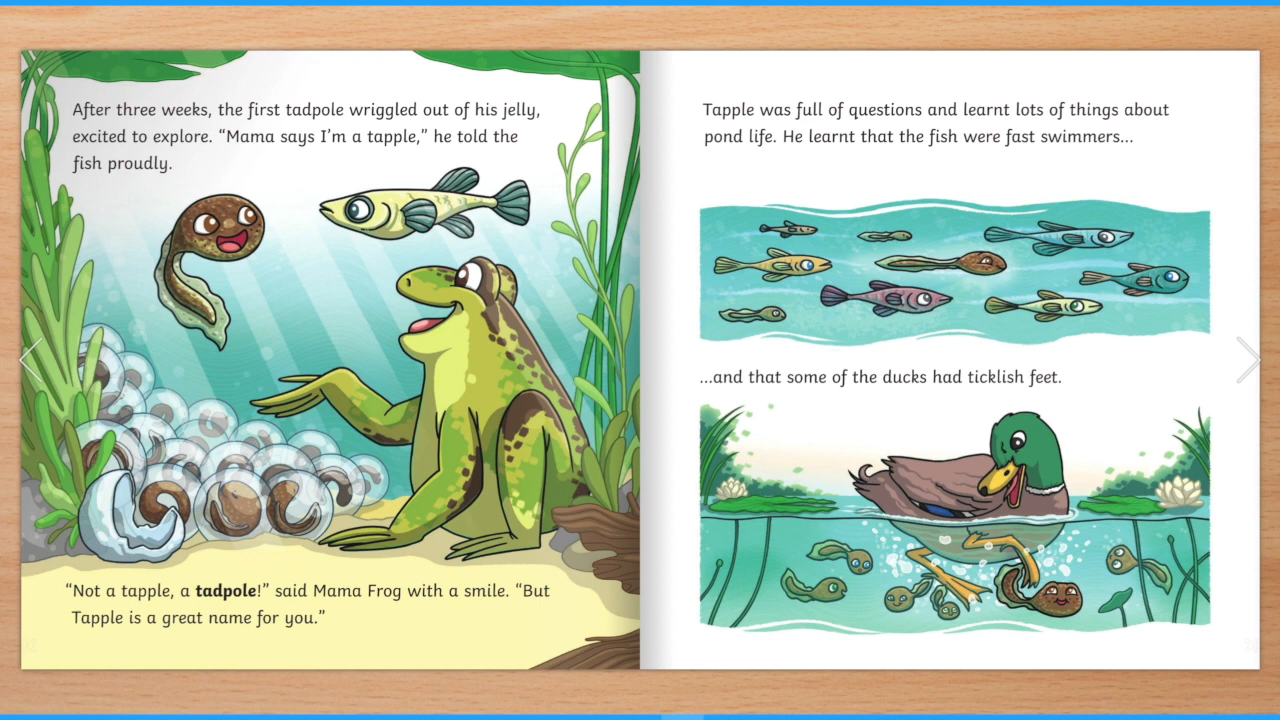 After three weeks, the first tadpole wriggled out of his jelly,
excited to explore. “Mama says I’m a tapple,” he told the
fish proudly.
“Not a tapple, a tadpole!” said Mama Frog with a smile. “But
Tapple is a great name for you.”
Tapple was full of questions and learnt lots of things about
pond life. He learnt that the fish were fast swimmers...
...and that some of the ducks had ticklish feet.